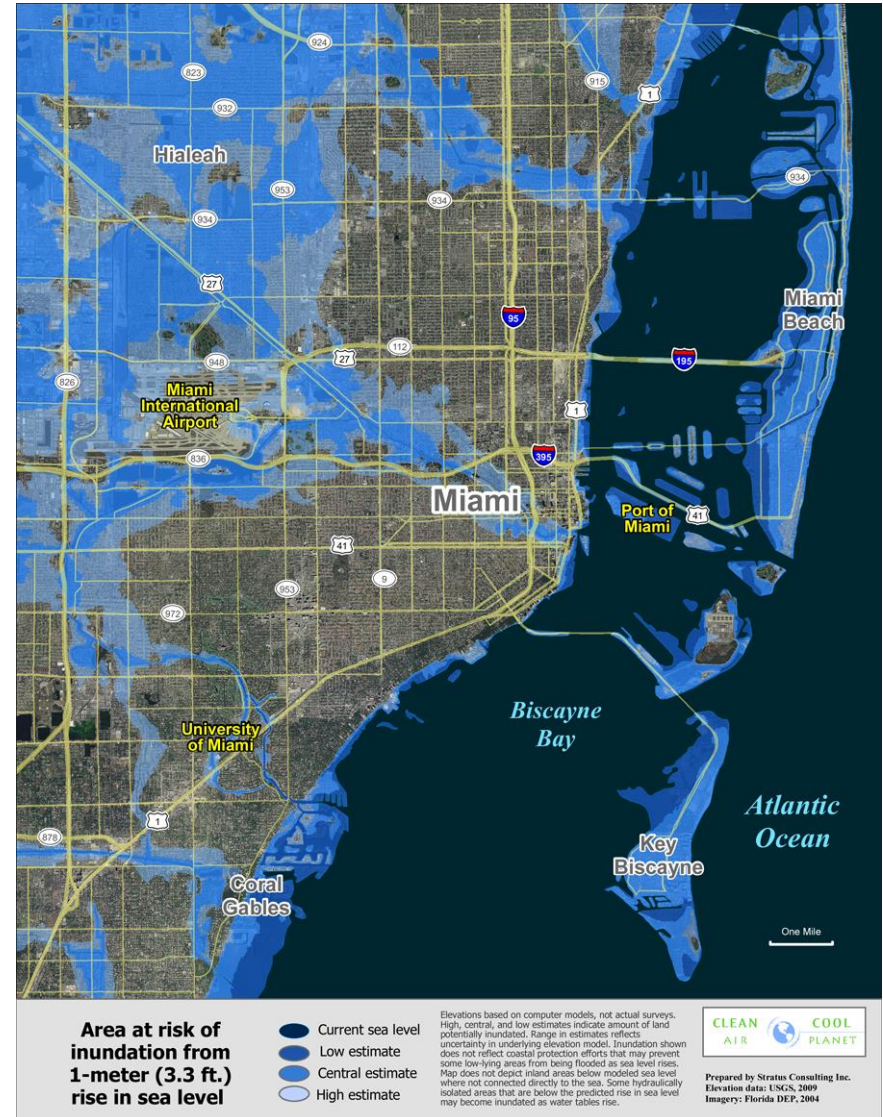 924
823
915
1
932
Hialeah
934
953
934
934
27
Miami
Beach
95
112
27
948
195
826
Miami
International
Airport
1
836
395
Miami
Port of
Miami
41
41
9
953
972
Biscayne
Bay
University
of Miami
Atlantic
Ocean
1
878
Key
Biscayne
Coral
Gables
One Mile
Area at risk of
inundation from
1-meter (3.3 ft.)
rise in sea level
Current sea level
Low estimate
Central estimate
High estimate
Elevations based on computer models, not actual surveys.
High, central, and low estimates indicate amount of land
potentially inundated. Range in estimates reflects
uncertainty in underlying elevation model. Inundation shown
does not reflect coastal protection efforts that may prevent
some low-lying areas from being flooded as sea level rises.
Map does not depict inland areas below modeled sea level
where not connected directly to the sea. Some hydraulically
isolated areas that are below the predicted rise in sea level
may become inundated as water tables rise.
CLEAN COOL
AIR PLANET
Prepared by Stratus Consulting Inc.
Elevation data: USGS, 2009
Imagery: Florida DEP, 2004